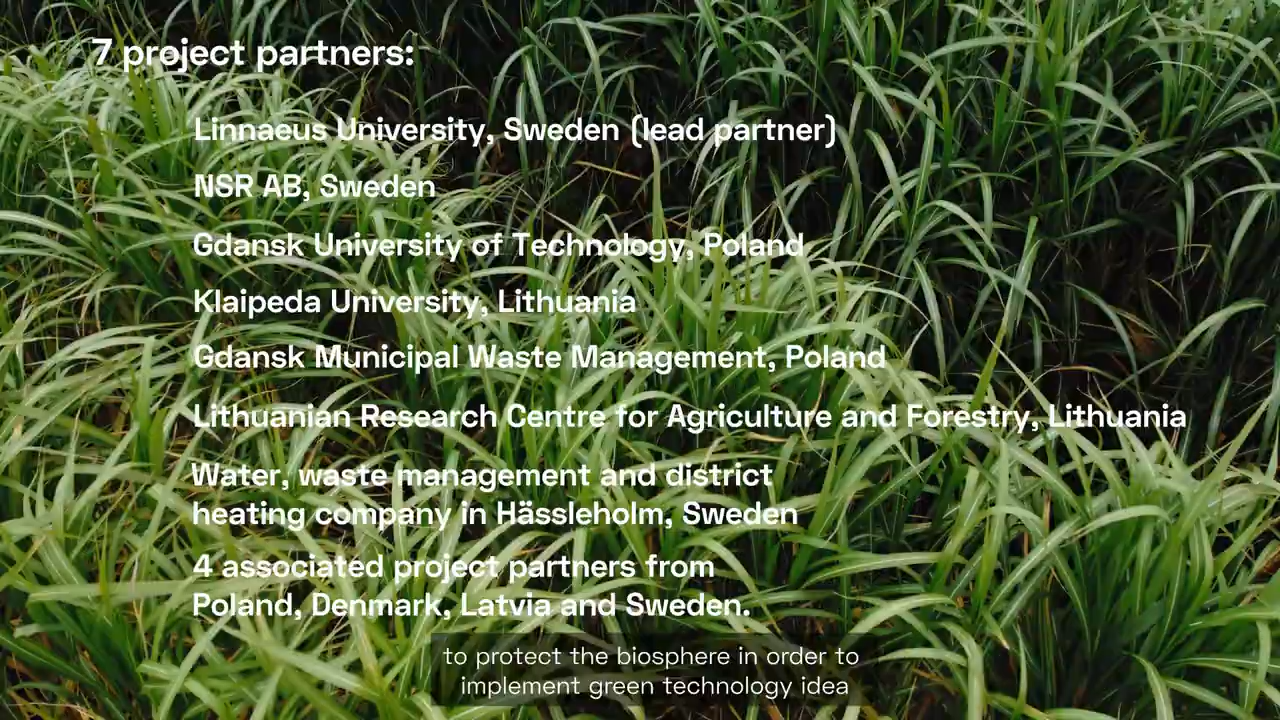 7 project partners:
Linnaeus University, Sweden (lead partner)
NSR AB, Sweden
Gdansk University of Technology, Poland
Klaipeda University, Lithuania
Gdansk Municipal Waste Management, Poland
Lithuanian Research Centre for Agriculture and Forestry, Lithuania
Water, waste management and district
heating company in Hässleholm, Sweden
4 associated project partners from
Poland, Denmark, Latvia and Sweden.
to protect the biosphere in order to
implement green technology idea